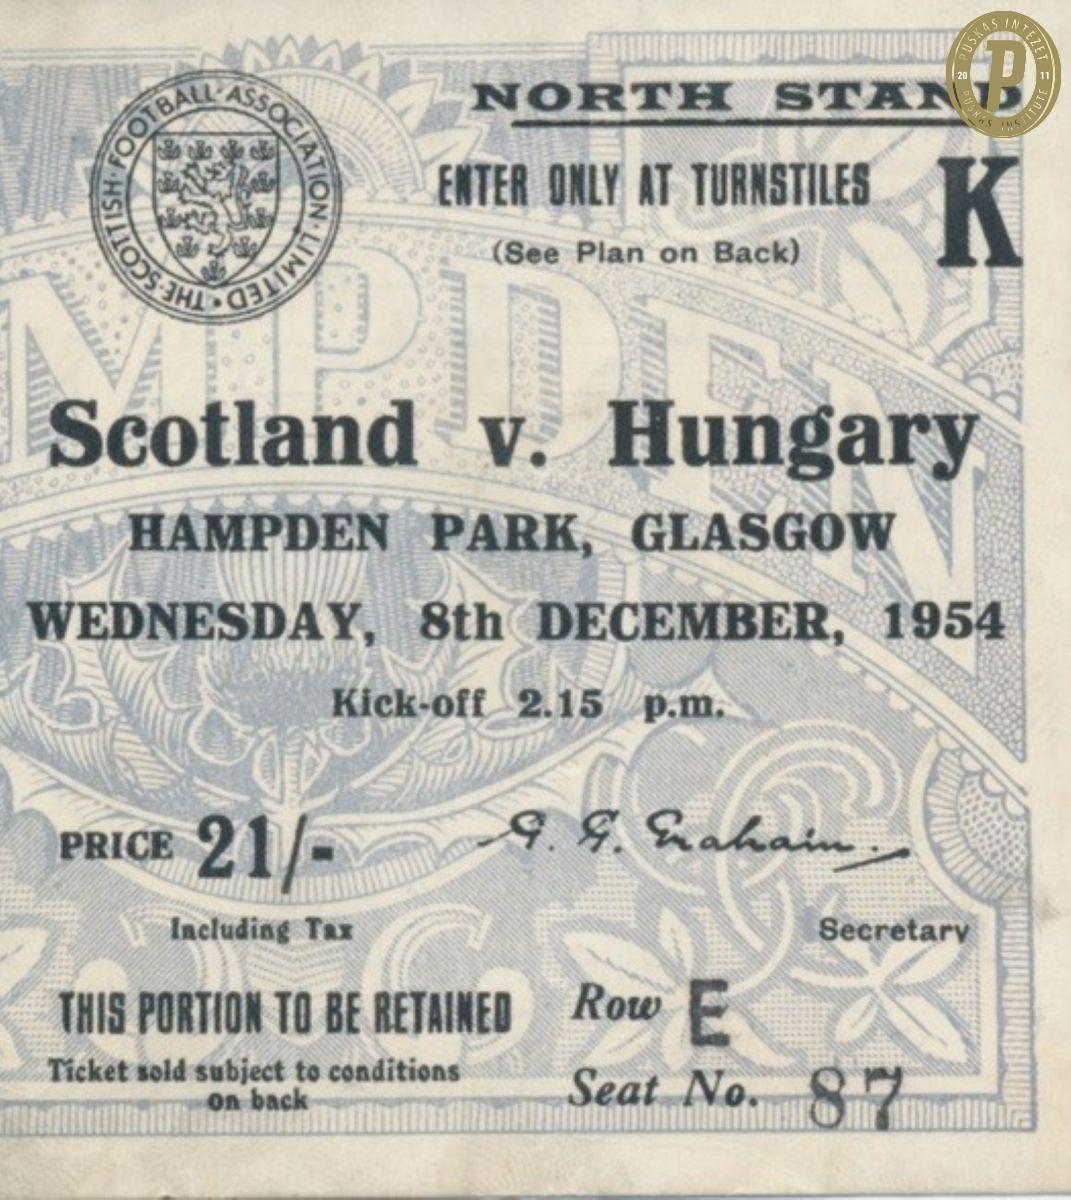 PUSKÁS INTÉZET
20 P 11
PUSKÁS INSTITUTE
THE·SCOTTISH·FOOTBALL·ASSOCIATION·LIMITED·
NORTH STAND
ENTER ONLY AT TURNSTILES K
(See Plan on Back)
MPDEN
Scotland v. Hungary
HAMPDEN PARK, GLASGOW
WEDNESDAY, 8th DECEMBER, 1954
Kick-off 2.15 p.m.
PRICE 21/- G. G. Graham.
Including Tax Secretary
THIS PORTION TO BE RETAINED Row E
Ticket sold subject to conditions
on back
Seat No. 87